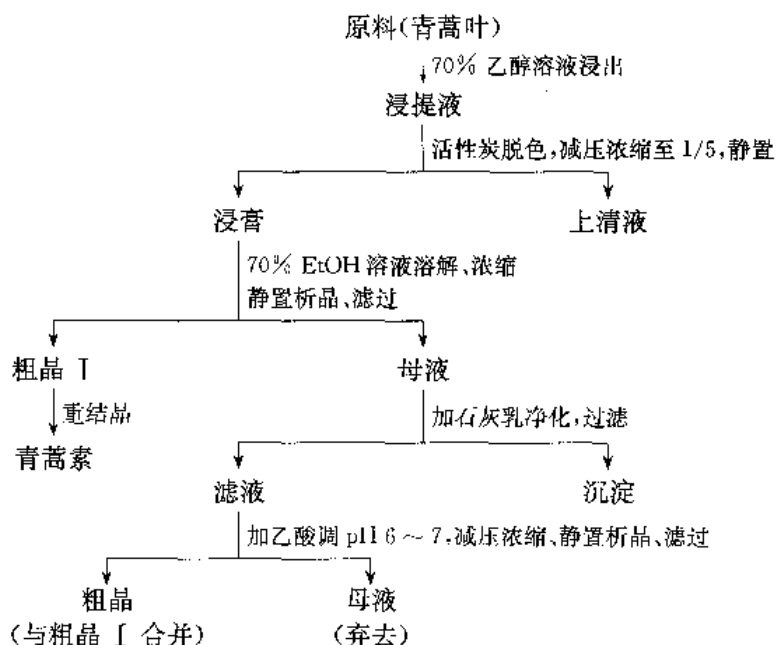 原料(青蒿叶)
70% 乙醇溶液浸出
浸提液
活性炭脱色,减压浓缩至 1/5,静置
浸膏
上清液
70% EtOH 溶液溶解、浓缩
静置析晶、滤过
粗晶 I
母液
重结晶
加石灰乳净化,过滤
青蒿素
滤液
沉淀
加乙酸调 pH 6～7,减压浓缩、静置析晶、滤过
粗晶
母液
(与粗晶 I 合并)
(弃去)